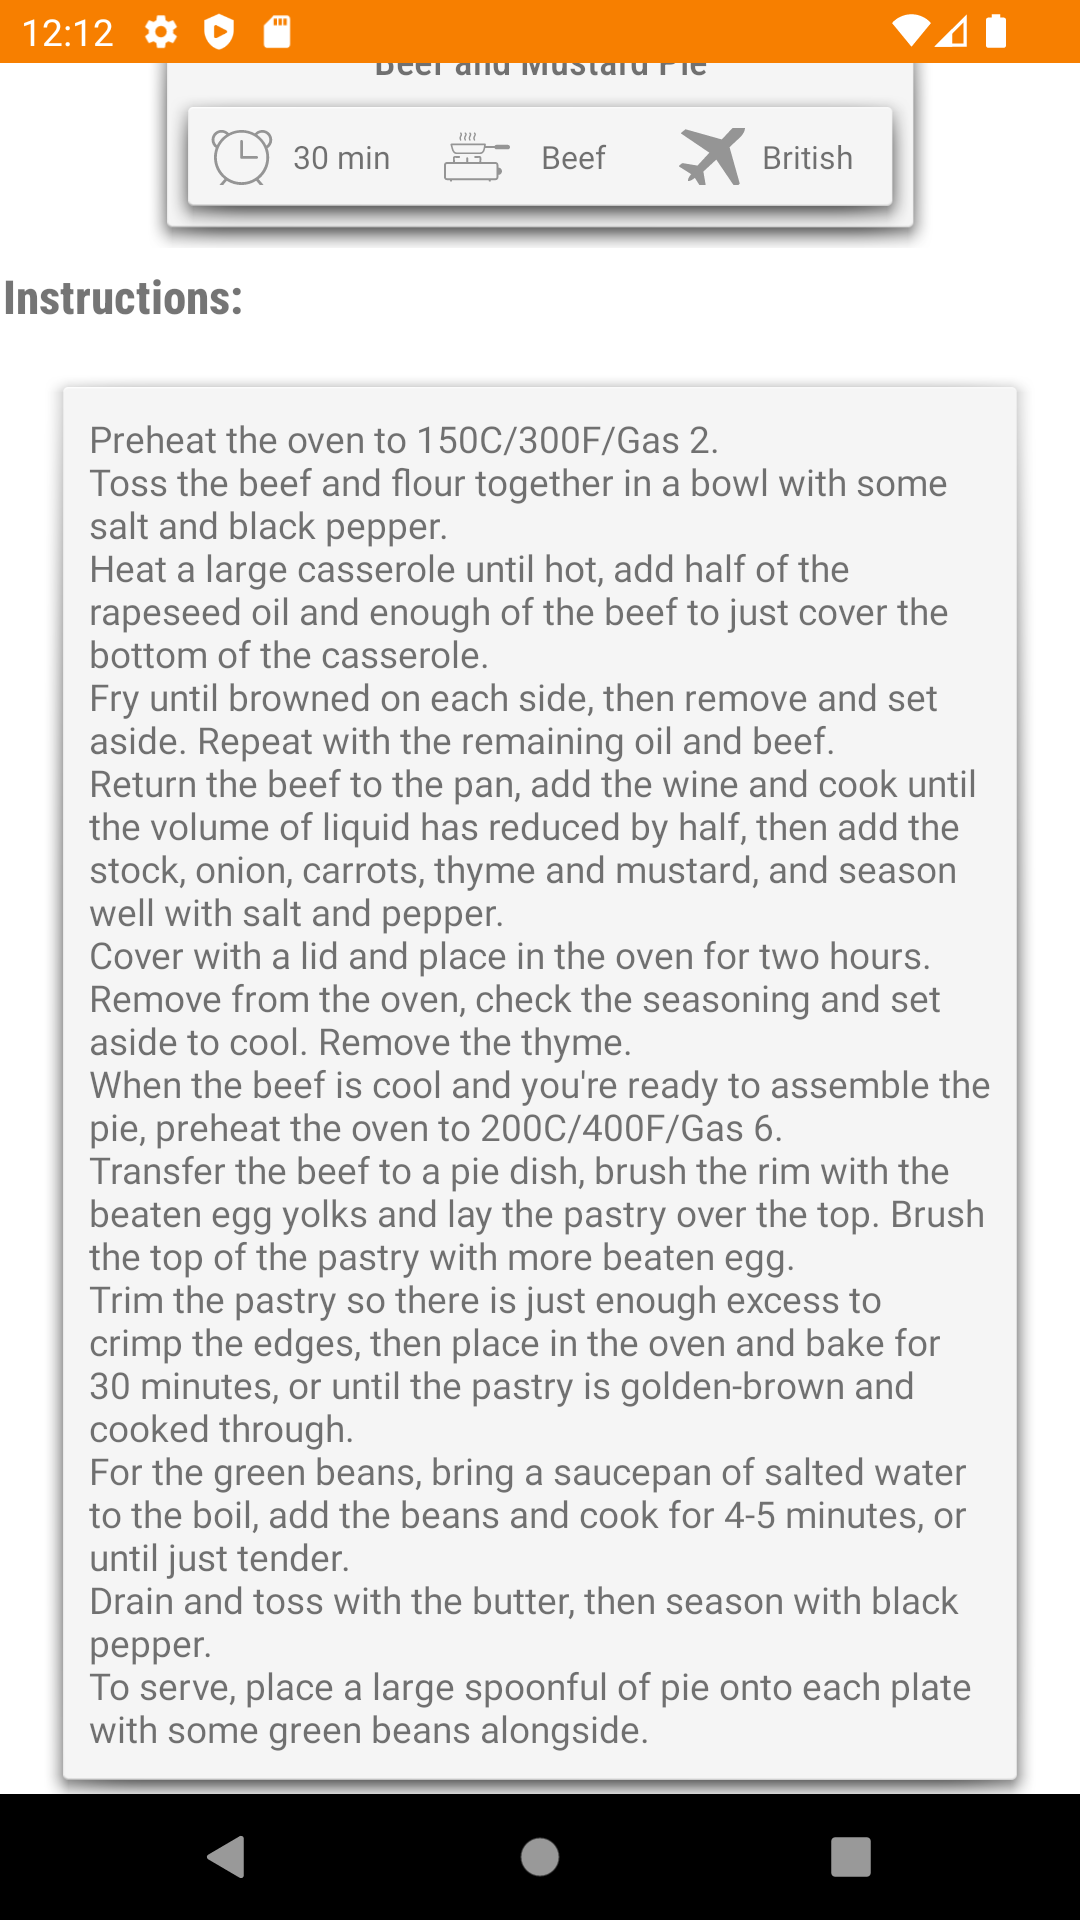 12:12
Beef and Mustard Pie
30 min
Beef
British
Instructions:
Preheat the oven to 150C/300F/Gas 2.
Toss the beef and flour together in a bowl with some
salt and black pepper.
Heat a large casserole until hot, add half of the
rapeseed oil and enough of the beef to just cover the
bottom of the casserole.
Fry until browned on each side, then remove and set
aside. Repeat with the remaining oil and beef.
Return the beef to the pan, add the wine and cook until
the volume of liquid has reduced by half, then add the
stock, onion, carrots, thyme and mustard, and season
well with salt and pepper.
Cover with a lid and place in the oven for two hours.
Remove from the oven, check the seasoning and set
aside to cool. Remove the thyme.
When the beef is cool and you're ready to assemble the
pie, preheat the oven to 200C/400F/Gas 6.
Transfer the beef to a pie dish, brush the rim with the
beaten egg yolks and lay the pastry over the top. Brush
the top of the pastry with more beaten egg.
Trim the pastry so there is just enough excess to
crimp the edges, then place in the oven and bake for
30 minutes, or until the pastry is golden-brown and
cooked through.
For the green beans, bring a saucepan of salted water
to the boil, add the beans and cook for 4-5 minutes, or
until just tender.
Drain and toss with the butter, then season with black
pepper.
To serve, place a large spoonful of pie onto each plate
with some green beans alongside.